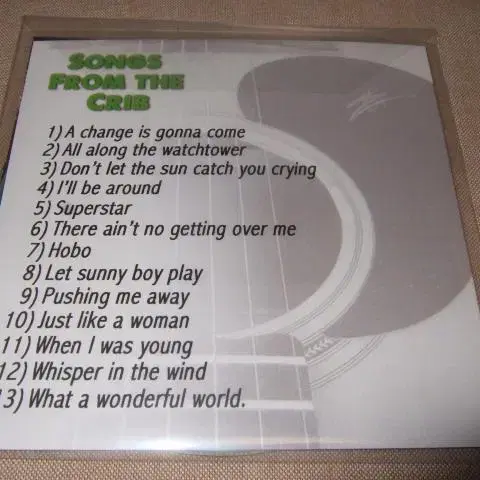 SONGS
FROM THE
CRIB
1) A change is gonna come
2) All along the watchtower
3) Don't let the sun catch you crying
4) I'll be around
5) Superstar
6) There ain't no getting over me
7) Hobo
8) Let sunny boy play
9) Pushing me away
10) Just like a woman
11) When I was young
12) Whisper in the wind
13) What a wonderful world.